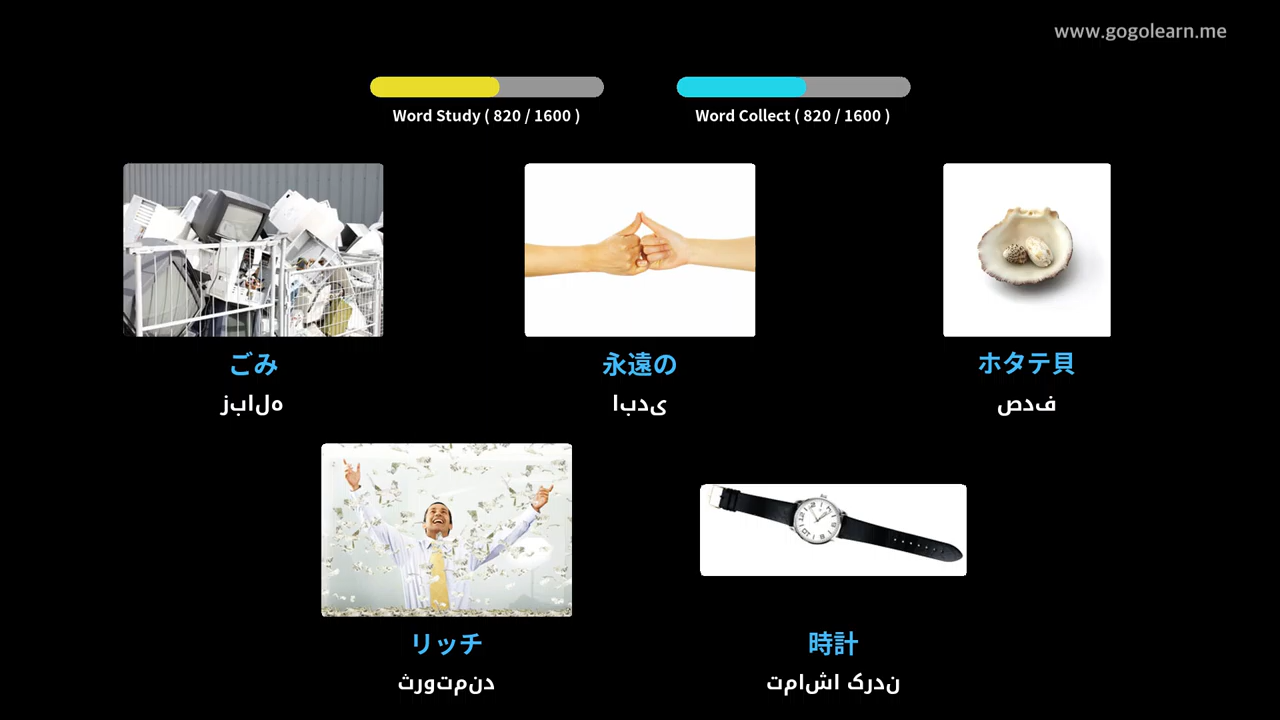 www.gogolearn.me
Word Study ( 820 / 1600 )
Word Collect ( 820 / 1600 )
ごみ
زباله
永遠の
ابدی
ホタテ貝
صدف
リッチ
ثروتمند
時計
تماشا کردن